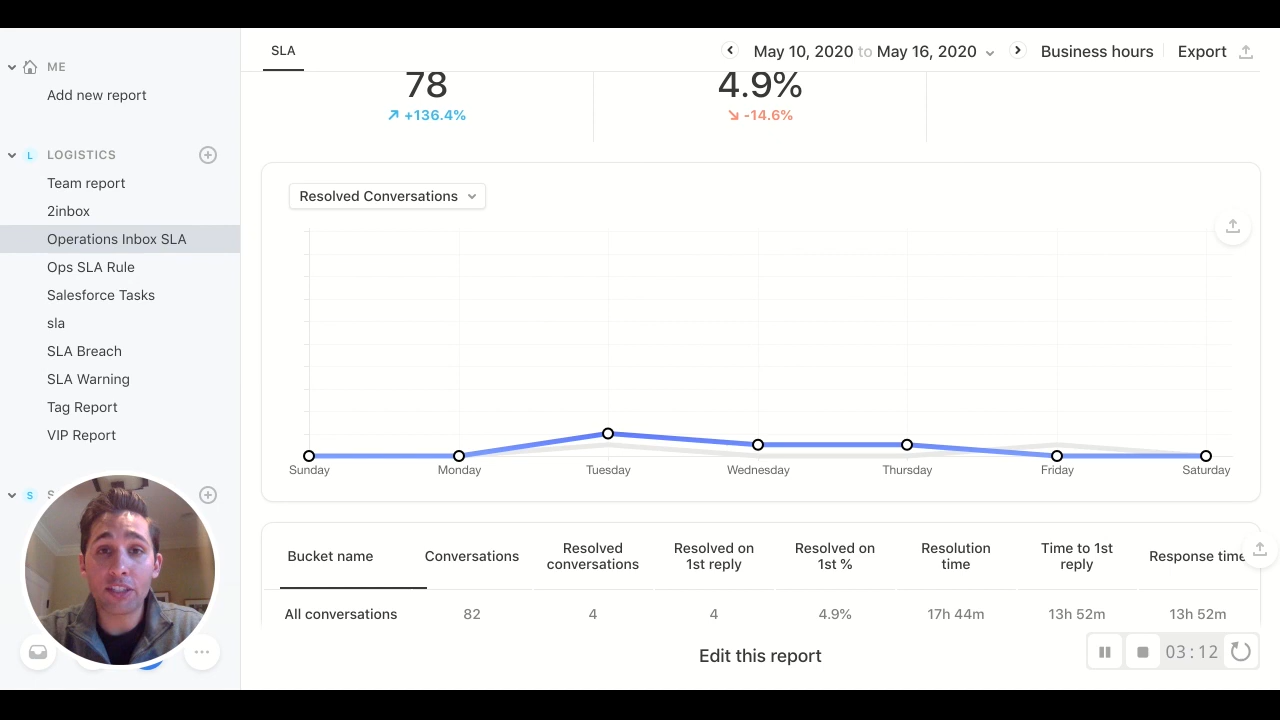 ME
Add new report
L LOGISTICS
Team report
2inbox
Operations Inbox SLA
Ops SLA Rule
Salesforce Tasks
sla
SLA Breach
SLA Warning
Tag Report
VIP Report
S
SLA
May 10, 2020 to May 16, 2020
Business hours
Export
78
+136.4%
4.9%
-14.6%
Resolved Conversations
Sunday Monday Tuesday Wednesday Thursday Friday Saturday
Bucket name Conversations Resolved conversations Resolved on 1st reply Resolved on 1st % Resolution time Time to 1st reply Response time
All conversations 82 4 4 4.9% 17h 44m 13h 52m 13h 52m
Edit this report
03:12